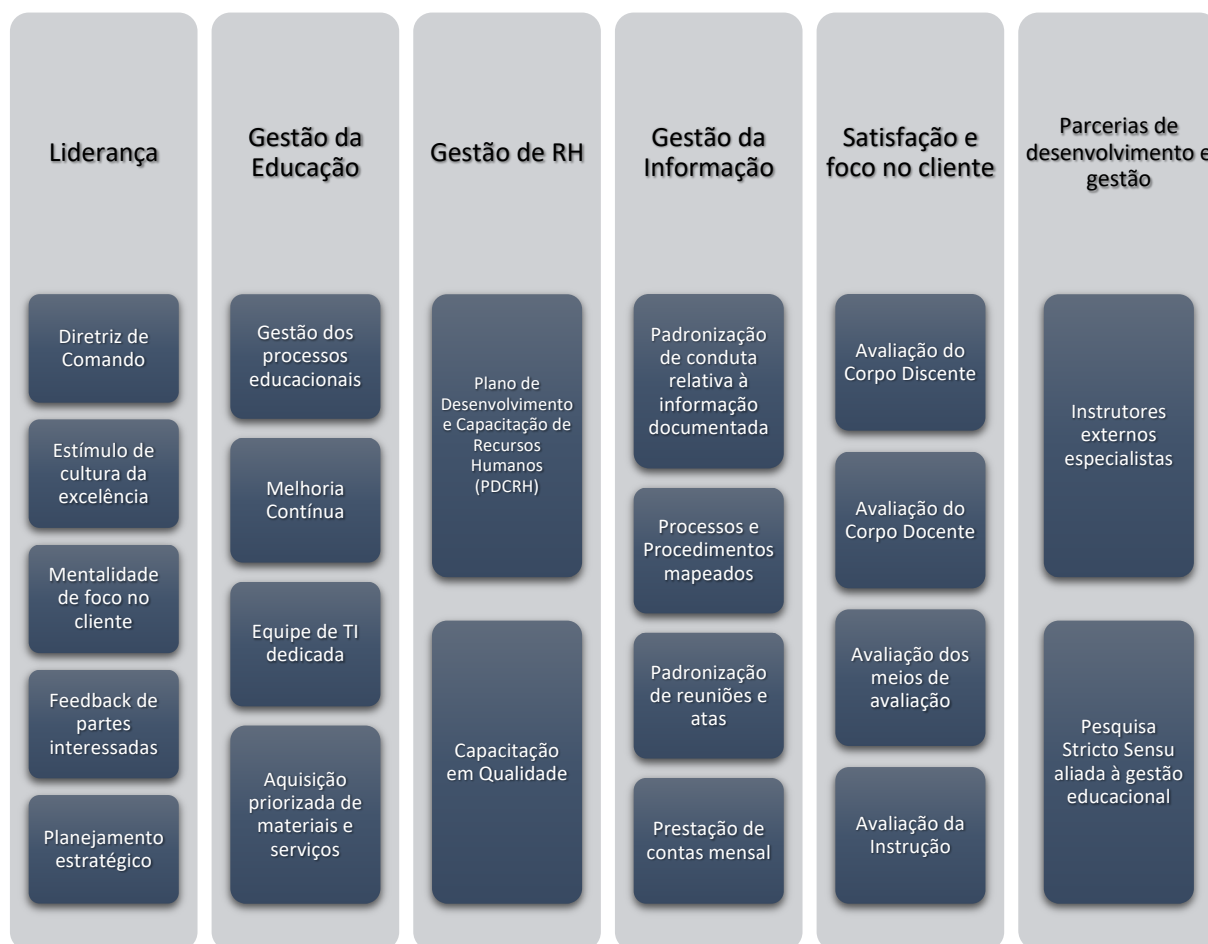 Liderança
Diretriz de
Comando
Estímulo de
cultura da
excelência
Mentalidade
de foco no
cliente
Feedback de
partes
interessadas
Planejamento
estratégico
Gestão da
Educação
Gestão dos
processos
educacionais
Melhoria
Contínua
Equipe de TI
dedicada
Aquisição
priorizada de
materiais e
serviços
Gestão de RH
Plano de
Desenvolvimento
e Capacitação de
Recursos
Humanos
(PDCRH)
Capacitação
em Qualidade
Gestão da
Informação
Padronização
de conduta
relativa à
informação
documentada
Processos e
Procedimentos
mapeados
Padronização
de reuniões e
atas
Prestação de
contas mensal
Satisfação e
foco no cliente
Avaliação do
Corpo Discente
Avaliação do
Corpo Docente
Avaliação dos
meios de
avaliação
Avaliação da
Instrução
Parcerias de
desenvolvimento e
gestão
Instrutores
externos
especialistas
Pesquisa
Stricto Sensu
aliada à gestão
educacional